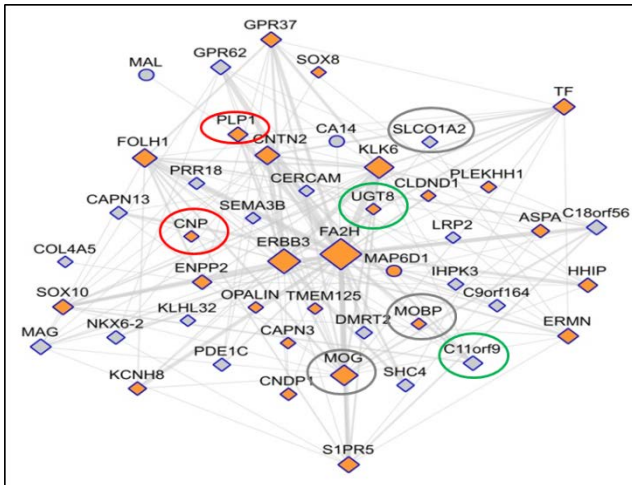 GPR37
GPR62
SOX8
MAL
TF
PLP1
CA14
SLCO1A2
FOLH1
CNTN2
KLK6
PRR18
CERCAM
CLDND1
PLEKHH1
CAPN13
SEMA3B
UGT8
CNP
FA2H
LRP2
ASPA
C18orf56
COL4A5
ERBB3
MAP6D1
ENPP2
IHPK3
HHIP
SOX10
OPALIN
TMEM125
C9orf164
KLHL32
MOBP
MAG
NKX6-2
DMRT2
ERMN
CAPN3
C11orf9
PDE1C
MOG
KCNH8
CNDP1
SHC4
S1PR5